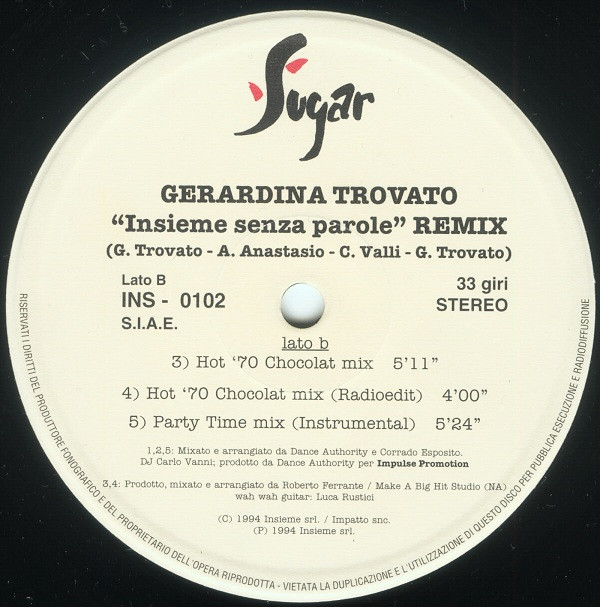 Sugar
GERARDINA TROVATO
“Insieme senza parole” REMIX
(G. Trovato - A. Anastasio - C. Valli - G. Trovato)
Lato B
INS - 0102
S.I.A.E.
33 giri
STEREO
lato b
3) Hot ‘70 Chocolat mix 5’11”
4) Hot ‘70 Chocolat mix (Radioedit) 4’00”
5) Party Time mix (Instrumental) 5’24”
1,2,5: Mixato e arrangiato da Dance Authority e Corrado Esposito.
DJ Carlo Vanni; prodotto da Dance Authority per Impulse Promotion
3,4: Prodotto, mixato e arrangiato da Roberto Ferrante / Make A Big Hit Studio (NA)
wah wah guitar: Luca Rustici
(C) 1994 Insieme srl. / Impatto snc.
(P) 1994 Insieme srl.
RISERVATI I DIRITTI DEL PRODUTTORE FONOGRAFICO E DEL PROPRIETARIO DELL'OPERA RIPRODOTTA - VIETATA LA DUPLICAZIONE E L'UTILIZZAZIONE DI QUESTO DISCO PER PUBBLICA ESECUZIONE E RADIODIFFUSIONE